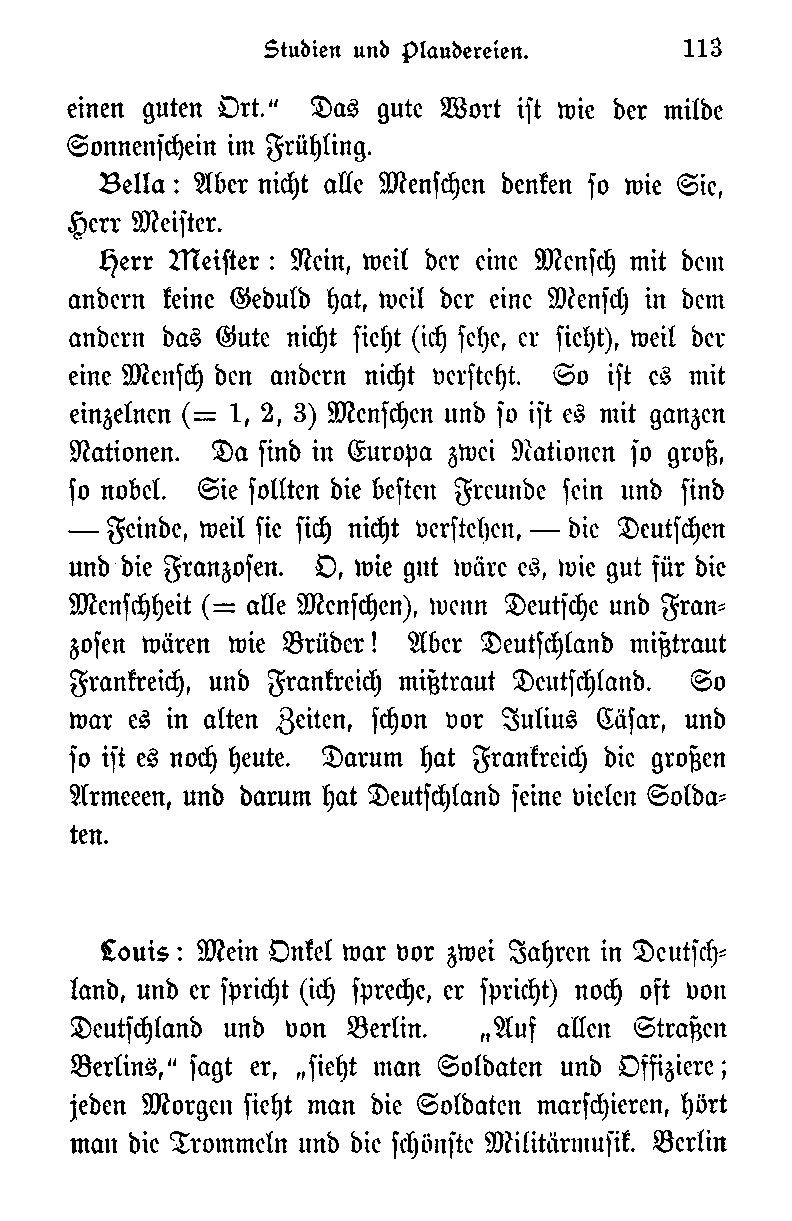 Studien und Plaudereien. 113
einen guten Ort.“ Das gute Wort ist wie der milde
Sonnenschein im Frühling.
Bella: Aber nicht alle Menschen denken so wie Sie,
Herr Meister.
Herr Meister: Nein, weil der eine Mensch mit dem
andern keine Geduld hat, weil der eine Mensch in dem
andern das Gute nicht sieht (ich sehe, er sieht), weil der
eine Mensch den andern nicht versteht. So ist es mit
einzelnen (= 1, 2, 3) Menschen und so ist es mit ganzen
Nationen. Da sind in Europa zwei Nationen so groß,
so nobel. Sie sollten die besten Freunde sein und sind
— Feinde, weil sie sich nicht verstehen, — die Deutschen
und die Franzosen. O, wie gut wäre es, wie gut für die
Menschheit (= alle Menschen), wenn Deutsche und Fran-
zosen wären wie Brüder! Aber Deutschland mißtraut
Frankreich, und Frankreich mißtraut Deutschland. So
war es in alten Zeiten, schon vor Julius Cäsar, und
so ist es noch heute. Darum hat Frankreich die großen
Armeeen, und darum hat Deutschland seine vielen Solda-
ten.
Louis: Mein Onkel war vor zwei Jahren in Deutsch-
land, und er spricht (ich spreche, er spricht) noch oft von
Deutschland und von Berlin. „Auf allen Straßen
Berlins,“ sagt er, „sieht man Soldaten und Offiziere;
jeden Morgen sieht man die Soldaten marschieren, hört
man die Trommeln und die schönste Militärmusik. Berlin